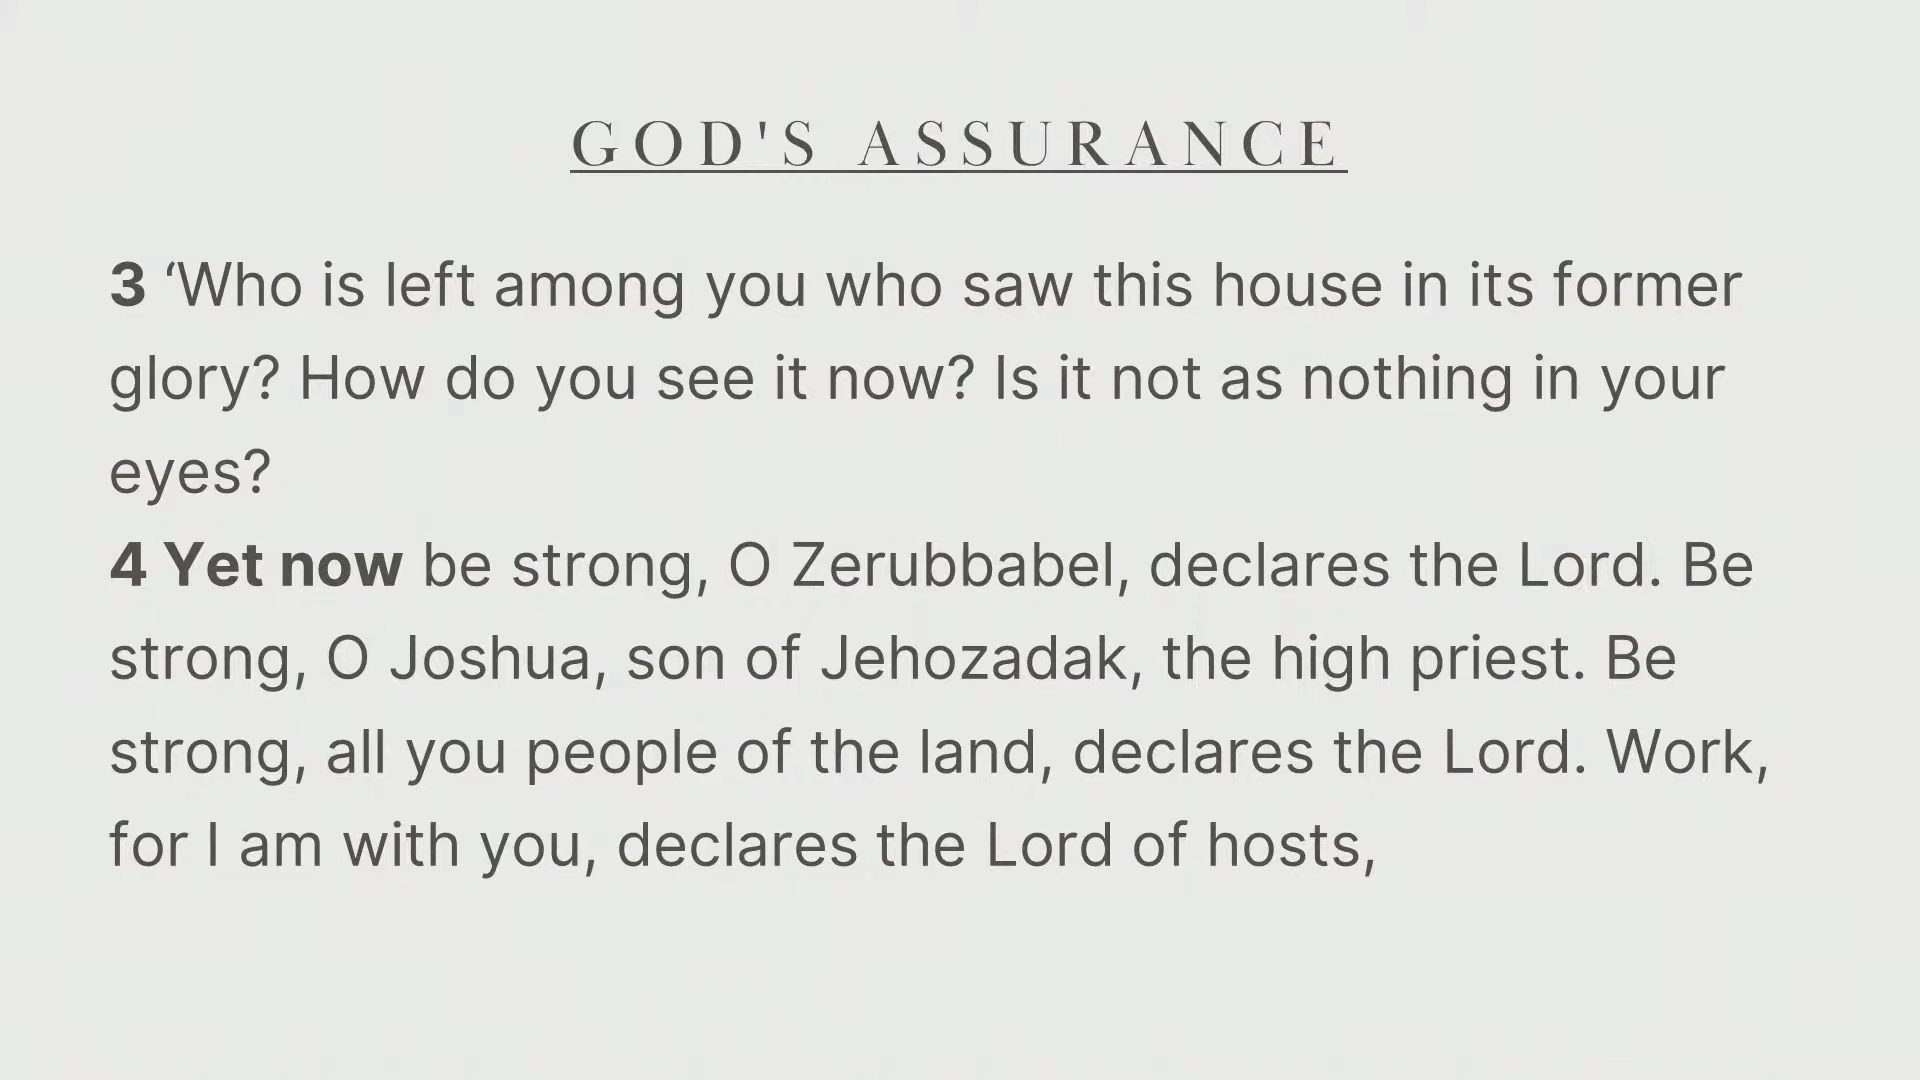 GOD'S ASSURANCE
3 ‘Who is left among you who saw this house in its former
glory? How do you see it now? Is it not as nothing in your
eyes?
4 Yet now be strong, O Zerubbabel, declares the Lord. Be
strong, O Joshua, son of Jehozadak, the high priest. Be
strong, all you people of the land, declares the Lord. Work,
for I am with you, declares the Lord of hosts,